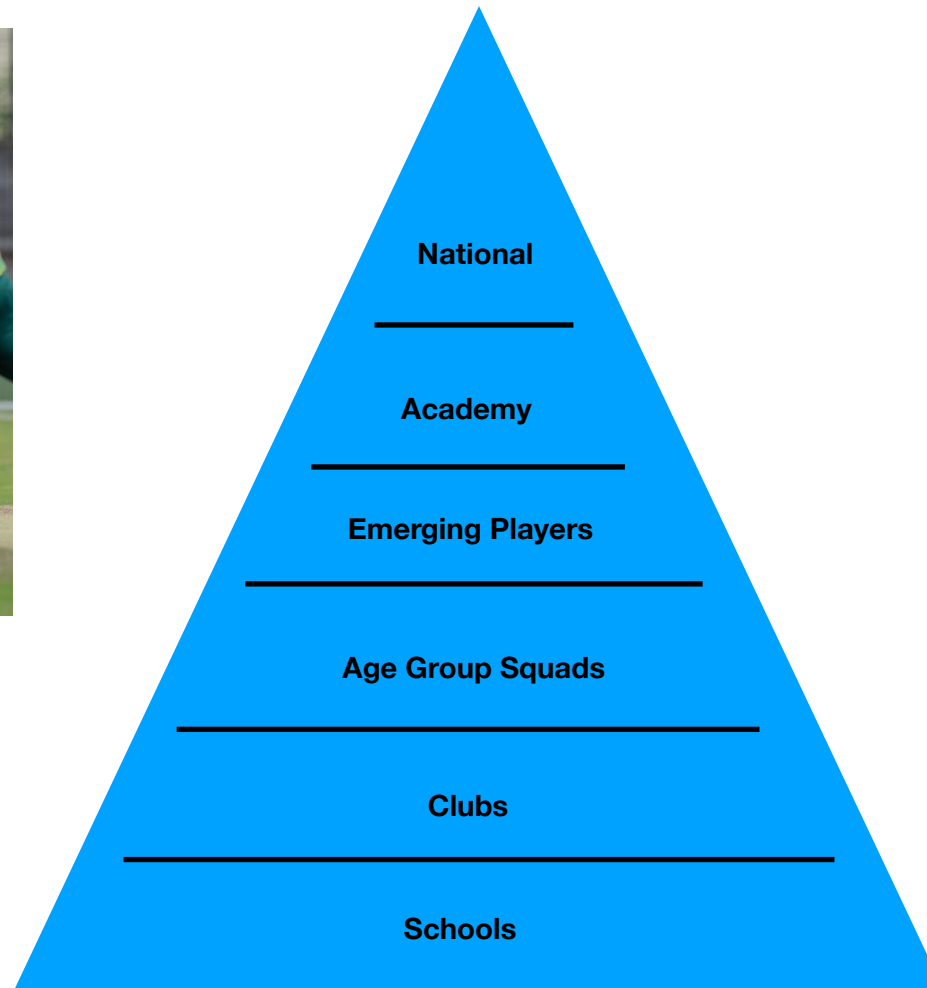 National
Academy
Emerging Players
Age Group Squads
Clubs
Schools